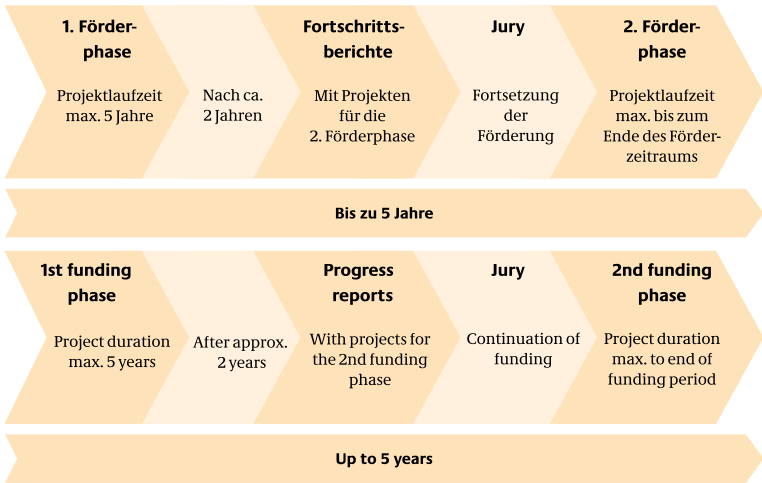 1. Förder-
phase
Projektlaufzeit
max. 5 Jahre
Nach ca.
2 Jahren
Fortschritts-
berichte
Mit Projekten
für die
2. Förderphase
Jury
Fortsetzung
der
Förderung
2. Förder-
phase
Projektlaufzeit
max. bis zum
Ende des Förder-
zeitraums
Bis zu 5 Jahre
1st funding
phase
Project duration
max. 5 years
After approx.
2 years
Progress
reports
With projects for
the 2nd funding
phase
Jury
Continuation of
funding
2nd funding
phase
Project duration
max. to end of
funding period
Up to 5 years